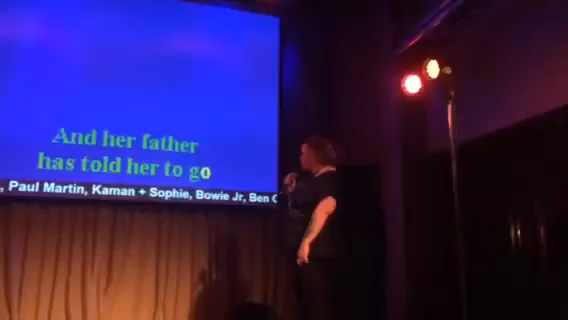 And her father
has told her to go
, Paul Martin, Kaman + Sophie, Bowie Jr, Ben